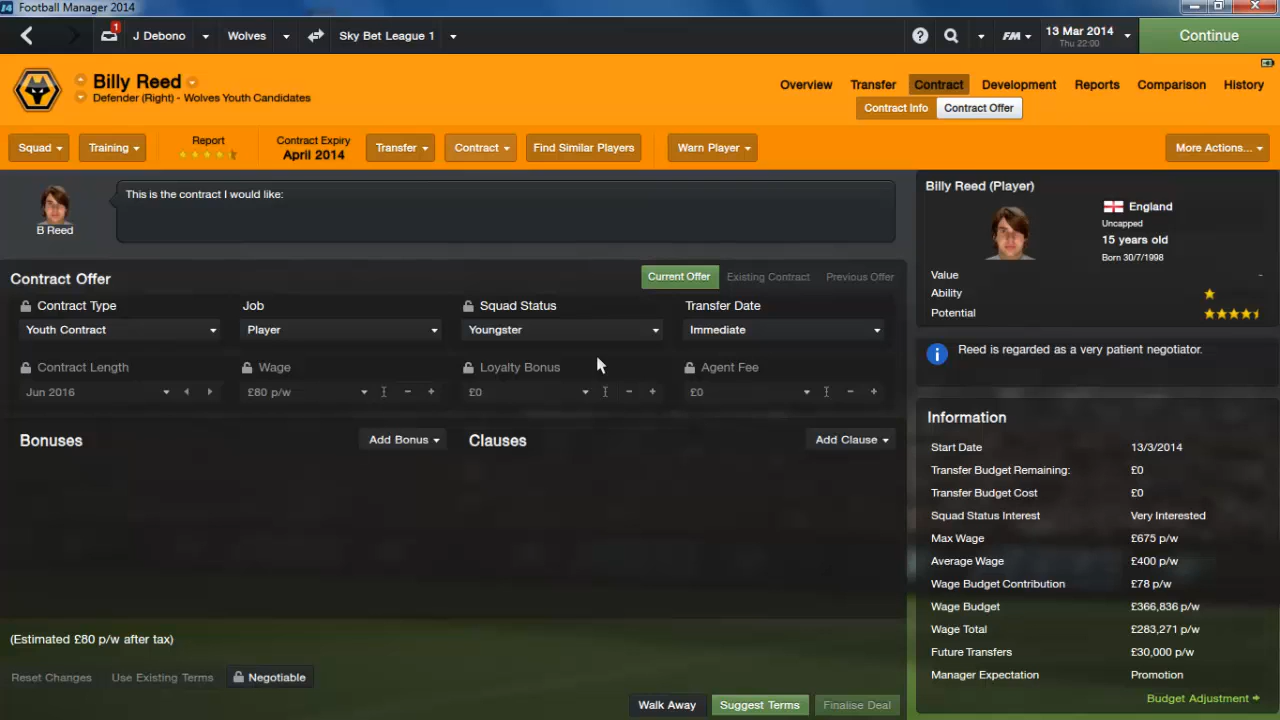 Football Manager 2014
1
J Debono
Wolves
Sky Bet League 1
FM
13 Mar 2014
Thu 22:00
Continue
Billy Reed
Defender (Right) - Wolves Youth Candidates
Overview
Transfer
Contract
Development
Reports
Comparison
History
Contract Info
Contract Offer
Squad
Training
Report
Contract Expiry
April 2014
Transfer
Contract
Find Similar Players
Warn Player
More Actions...
B Reed
This is the contract I would like:
Billy Reed (Player)
England
Uncapped
15 years old
Born 30/7/1998
Value -
Ability
Potential
Reed is regarded as a very patient negotiator.
Contract Offer
Current Offer
Existing Contract
Previous Offer
Contract Type
Job
Squad Status
Transfer Date
Youth Contract
Player
Youngster
Immediate
Contract Length
Wage
Loyalty Bonus
Agent Fee
Jun 2016
£80 p/w
£0
£0
Bonuses
Add Bonus
Clauses
Add Clause
(Estimated £80 p/w after tax)
Reset Changes
Use Existing Terms
Negotiable
Walk Away
Suggest Terms
Finalise Deal
Information
Start Date 13/3/2014
Transfer Budget Remaining: £0
Transfer Budget Cost £0
Squad Status Interest Very Interested
Max Wage £675 p/w
Average Wage £400 p/w
Wage Budget Contribution £78 p/w
Wage Budget £366,836 p/w
Wage Total £283,271 p/w
Future Transfers £30,000 p/w
Manager Expectation Promotion
Budget Adjustment